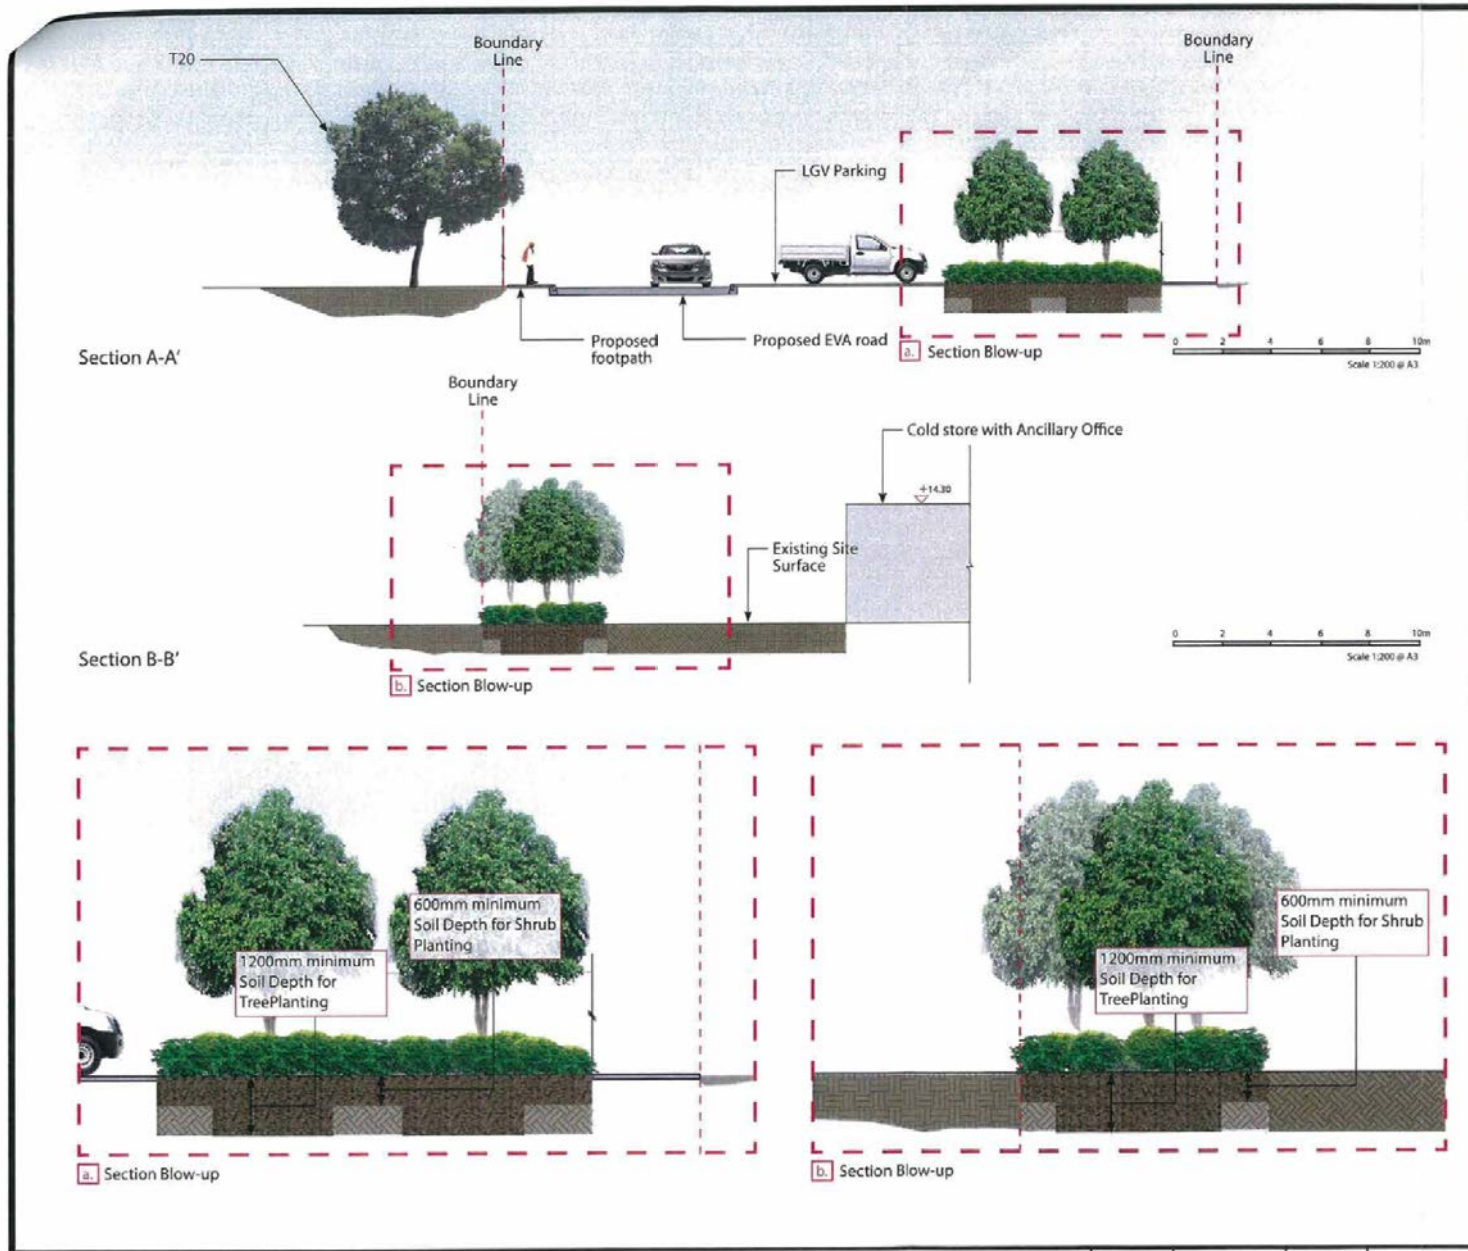 Boundary
Line
Boundary
Line
T20
LGV Parking
Proposed
footpath
Proposed EVA road
a. Section Blow-up
Section A-A'
0 2 4 6 8 10m
Scale 1:200 @ A3
Boundary
Line
Cold store with Ancillary Office
+14.30
Existing Site
Surface
Section B-B'
b. Section Blow-up
0 2 4 6 8 10m
Scale 1:200 @ A3
600mm minimum
Soil Depth for Shrub
Planting
1200mm minimum
Soil Depth for
TreePlanting
a. Section Blow-up
600mm minimum
Soil Depth for Shrub
Planting
1200mm minimum
Soil Depth for
TreePlanting
b. Section Blow-up